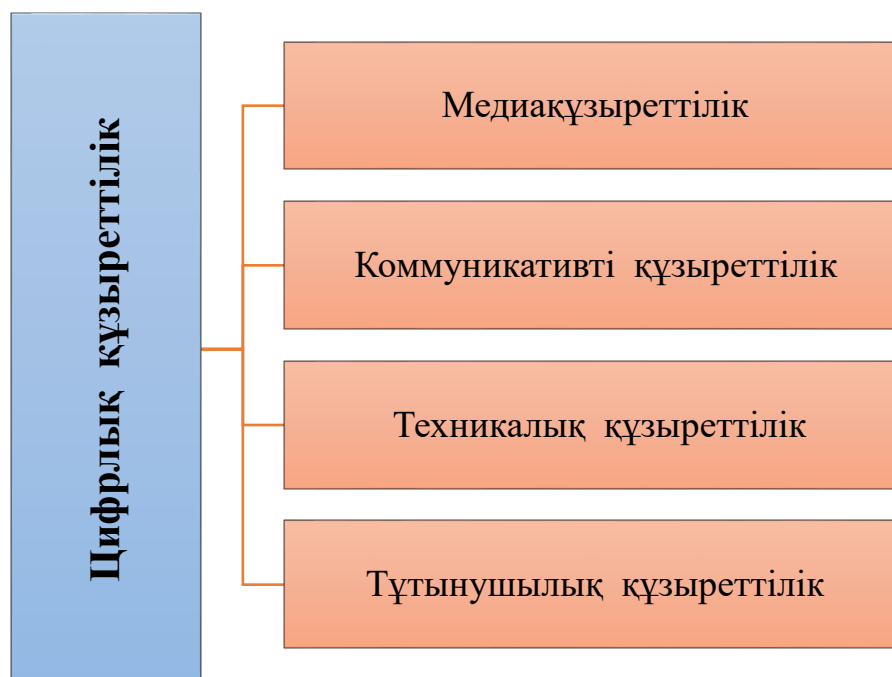 Цифрлық құзыреттілік
Медиақұзыреттілік
Коммуникативті құзыреттілік
Техникалық құзыреттілік
Тұтынушылық құзыреттілік